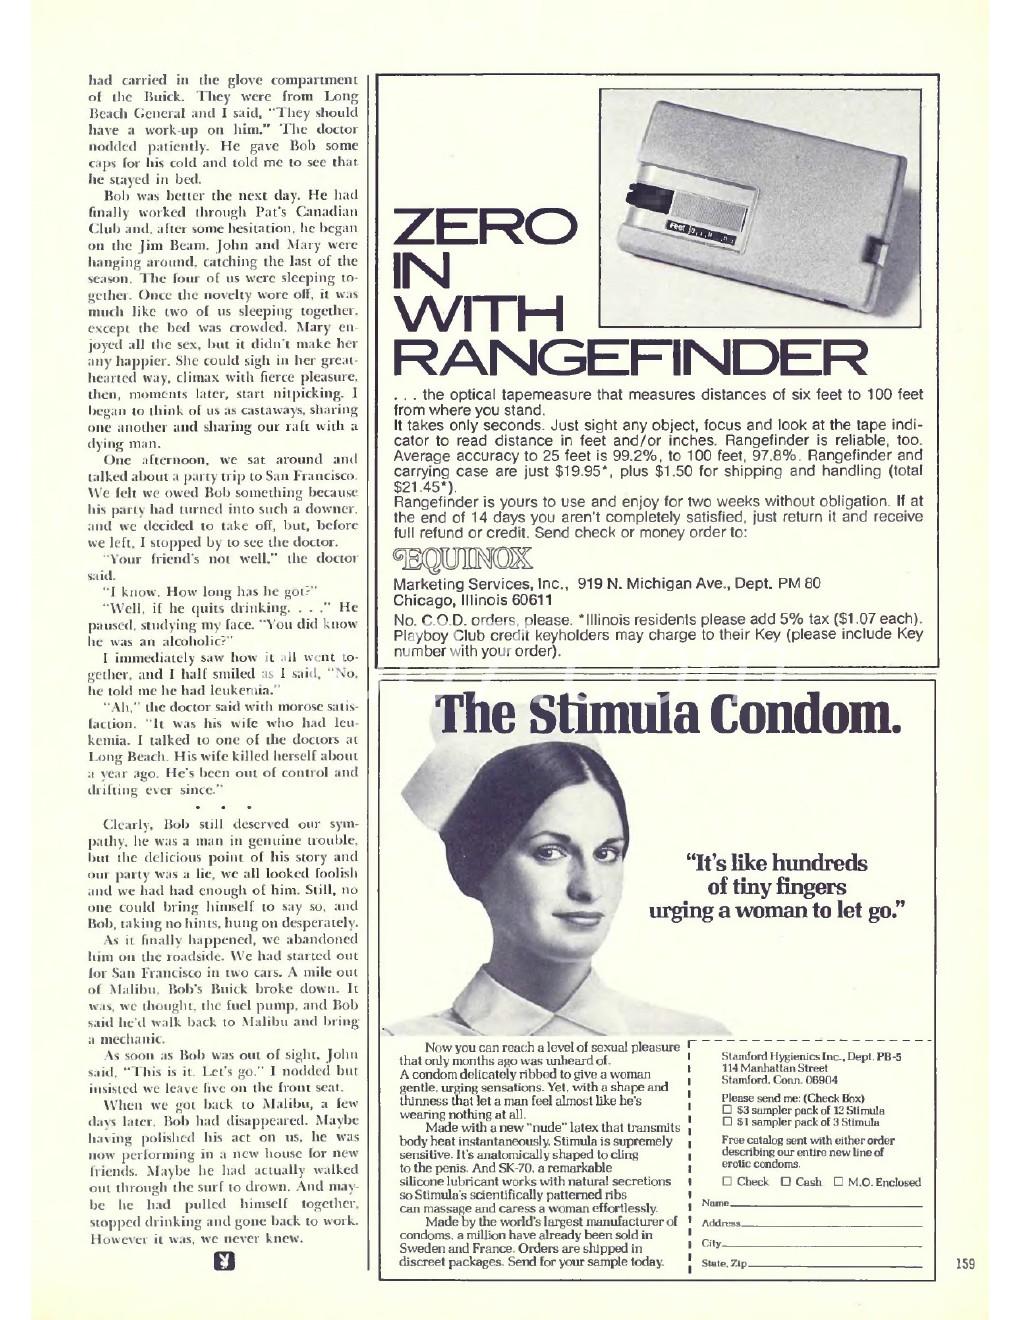 had carried in the glove compartment
of the Buick. They were from Long
Beach General and I said, "They should
have a work-up on him." The doctor
nodded patiently. He gave Bob some
caps for his cold and told me to see that
he stayed in bed.
Bob was better the next day. He had
finally worked through Pat's Canadian
Club and, after some hesitation, he began
on the Jim Beam. John and Mary were
hanging around, catching the last of the
season. The four of us were sleeping to-
gether. Once the novelty wore off, it was
much like two of us sleeping together,
except the bed was crowded. Mary en-
joyed all the sex, but it didn't make her
any happier. She could sigh in her great-
hearted way, climax with fierce pleasure,
then, moments later, start nitpicking. I
began to think of us as castaways, sharing
one another and sharing our raft with a
dying man.
One afternoon, we sat around and
talked about a party trip to San Francisco.
We felt we owed Bob something because
his party had turned into such a downer,
and we decided to take off, but, before
we left, I stopped by to see the doctor.
"Your friend's not well," the doctor
said.
"I know. How long has he got?"
"Well, if he quits drinking. . . ." He
paused, studying my face. "You did know
he was an alcoholic?"
I immediately saw how it all went to-
gether, and I half smiled as I said, "No,
he told me he had leukemia."
"Ah," the doctor said with morose satis-
faction. "It was his wife who had leu-
kemia. I talked to one of the doctors at
Long Beach. His wife killed herself about
a year ago. He's been out of control and
drifting ever since."
• • •
Clearly, Bob still deserved our sym-
pathy, he was a man in genuine trouble,
but the delicious point of his story and
our party was a lie, we all looked foolish
and we had had enough of him. Still, no
one could bring himself to say so, and
Bob, taking no hints, hung on desperately.
As it finally happened, we abandoned
him on the roadside. We had started out
for San Francisco in two cars. A mile out
of Malibu, Bob's Buick broke down. It
was, we thought, the fuel pump, and Bob
said he'd walk back to Malibu and bring
a mechanic.
As soon as Bob was out of sight, John
said, "This is it. Let's go." I nodded but
insisted we leave five on the front seat.
When we got back to Malibu, a few
days later, Bob had disappeared. Maybe
having polished his act on us, he was
now performing in a new house for new
friends. Maybe he had actually walked
out through the surf to drown. And may-
be he had pulled himself together,
stopped drinking and gone back to work.
However it was, we never knew.
ZERO
IN
WITH
RANGEFINDER
. . . the optical tapemeasure that measures distances of six feet to 100 feet
from where you stand.
It takes only seconds. Just sight any object, focus and look at the tape indi-
cator to read distance in feet and/or inches. Rangefinder is reliable, too.
Average accuracy to 25 feet is 99.2%, to 100 feet, 97.8%. Rangefinder and
carrying case are just $19.95*, plus $1.50 for shipping and handling (total
$21.45*).
Rangefinder is yours to use and enjoy for two weeks without obligation. If at
the end of 14 days you aren't completely satisfied, just return it and receive
full refund or credit. Send check or money order to:
EQUINOX
Marketing Services, Inc., 919 N. Michigan Ave., Dept. PM 80
Chicago, Illinois 60611
No. C.O.D. orders, please. *Illinois residents please add 5% tax ($1.07 each).
Playboy Club credit keyholders may charge to their Key (please include Key
number with your order).
The Stimula Condom.
"It's like hundreds
of tiny fingers
urging a woman to let go."
Now you can reach a level of sexual pleasure
that only months ago was unheard of.
A condom delicately ribbed to give a woman
gentle, urging sensations. Yet, with a shape and
thinness that let a man feel almost like he's
wearing nothing at all.
Made with a new "nude" latex that transmits
body heat instantaneously, Stimula is supremely
sensitive. It's anatomically shaped to cling
to the penis. And SK-70, a remarkable
silicone lubricant works with natural secretions
so Stimula's scientifically patterned ribs
can massage and caress a woman effortlessly.
Made by the world's largest manufacturer of
condoms, a million have already been sold in
Sweden and France. Orders are shipped in
discreet packages. Send for your sample today.
Stamford Hygienics Inc., Dept. PB-5
114 Manhattan Street
Stamford, Conn. 06904
Please send me: (Check Box)
☐ $3 sampler pack of 12 Stimula
☐ $1 sampler pack of 3 Stimula
Free catalog sent with either order
describing our entire new line of
erotic condoms.
☐ Check ☐ Cash ☐ M.O. Enclosed
Name
Address
City
State, Zip
159